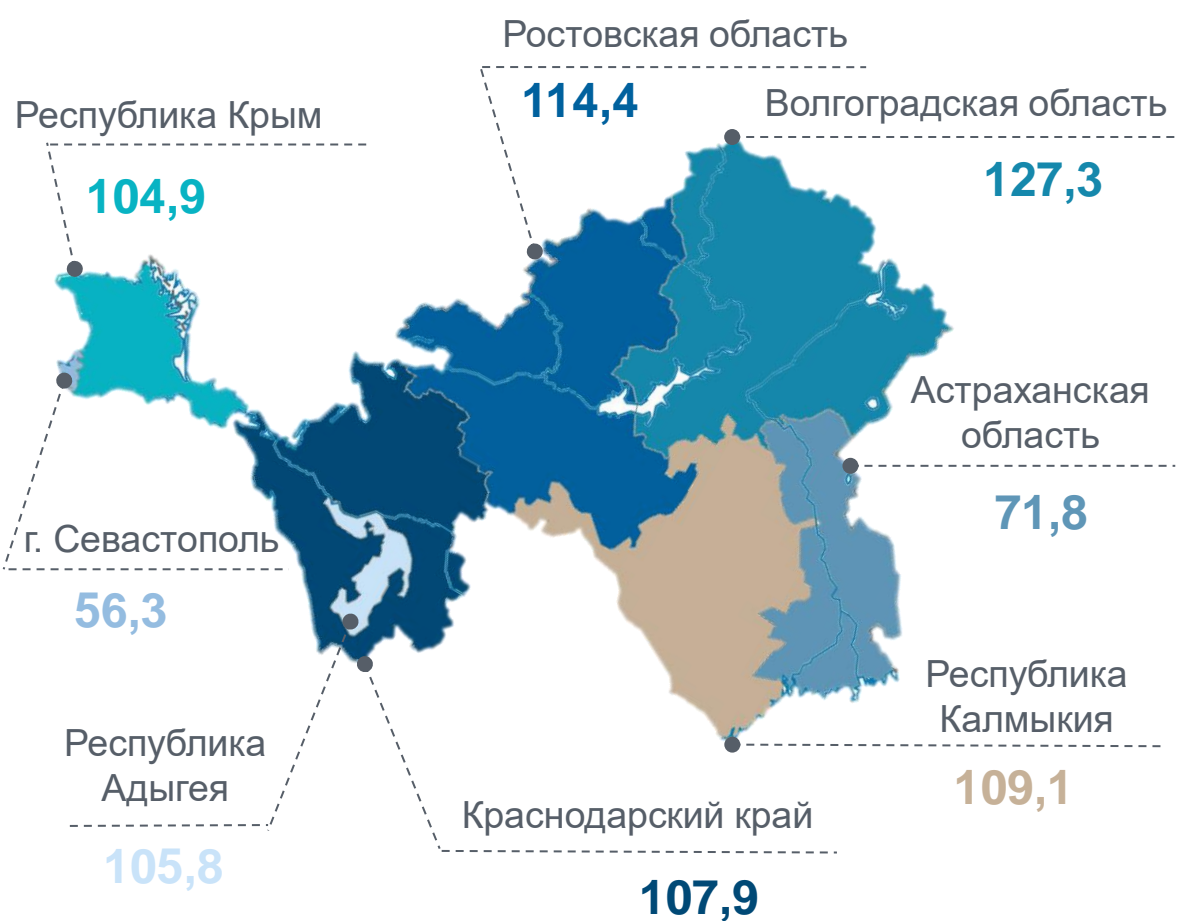 Ростовская область
114,4
Волгоградская область
127,3
Республика Крым
104,9
Астраханская
область
71,8
г. Севастополь
56,3
Республика
Калмыкия
109,1
Республика
Адыгея
105,8
Краснодарский край
107,9